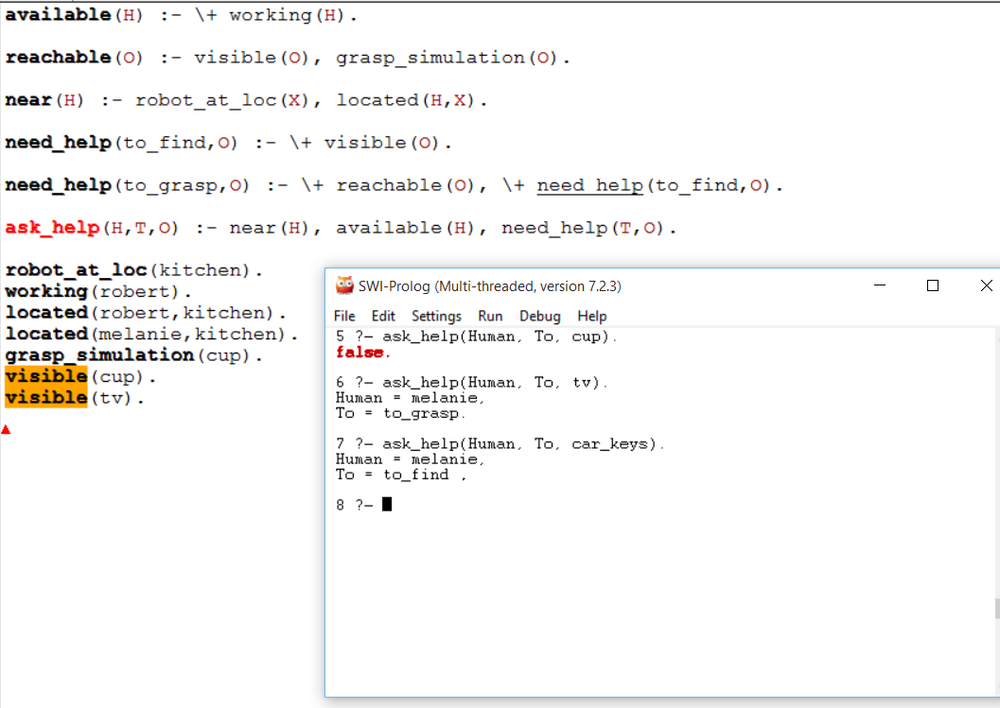 available(H) :- \+ working(H).
reachable(O) :- visible(O), grasp_simulation(O).
near(H) :- robot_at_loc(X), located(H,X).
need_help(to_find,O) :- \+ visible(O).
need_help(to_grasp,O) :- \+ reachable(O), \+ need_help(to_find,O).
ask_help(H,T,O) :- near(H), available(H), need_help(T,O).
robot_at_loc(kitchen).
working(robert).
located(robert,kitchen).
located(melanie,kitchen).
grasp_simulation(cup).
visible(cup).
visible(tv).
SWI-Prolog (Multi-threaded, version 7.2.3)
File Edit Settings Run Debug Help
5 ?- ask_help(Human, To, cup).
false.
6 ?- ask_help(Human, To, tv).
Human = melanie,
To = to_grasp.
7 ?- ask_help(Human, To, car_keys).
Human = melanie,
To = to_find .
8 ?-